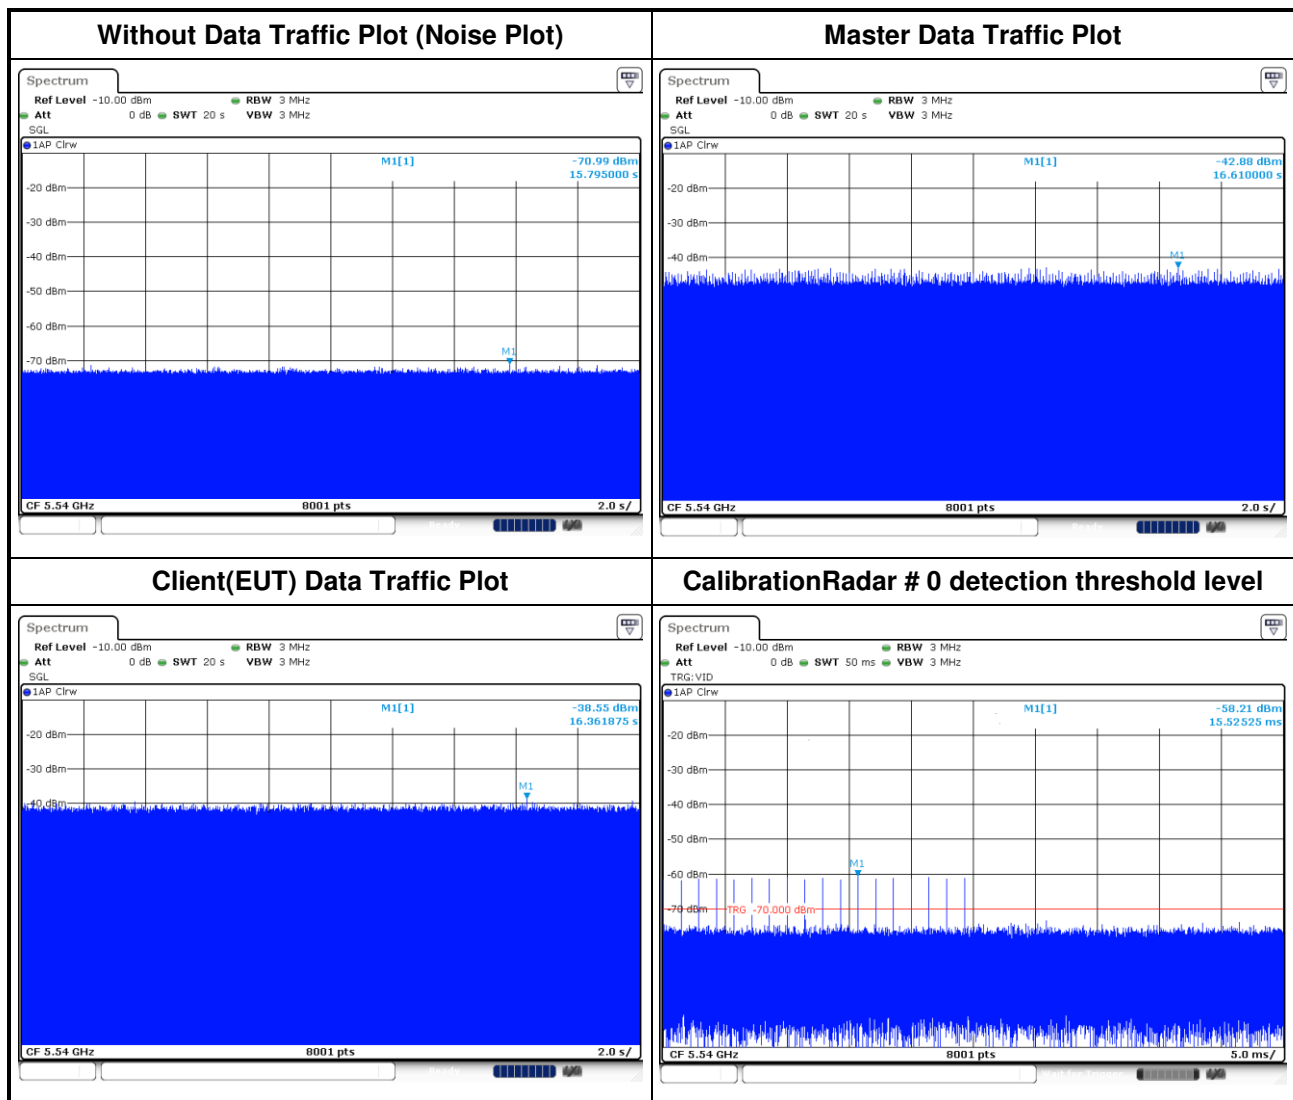 Without Data Traffic Plot (Noise Plot)
Spectrum
Ref Level -10.00 dBm RBW 3 MHz
Att 0 dB SWT 20 s VBW 3 MHz
SGL
1AP Clrw
M1[1] -70.99 dBm
15.795000 s
-20 dBm
-30 dBm
-40 dBm
-50 dBm
-60 dBm
M1
-70 dBm
CF 5.54 GHz 8001 pts 2.0 s/
Ready
Master Data Traffic Plot
Spectrum
Ref Level -10.00 dBm RBW 3 MHz
Att 0 dB SWT 20 s VBW 3 MHz
SGL
1AP Clrw
M1[1] -42.88 dBm
16.610000 s
-20 dBm
-30 dBm
M1
-40 dBm
CF 5.54 GHz 8001 pts 2.0 s/
Ready
Client(EUT) Data Traffic Plot
Spectrum
Ref Level -10.00 dBm RBW 3 MHz
Att 0 dB SWT 20 s VBW 3 MHz
SGL
1AP Clrw
M1[1] -38.55 dBm
16.361875 s
-20 dBm
-30 dBm
M1
-40 dBm
CF 5.54 GHz 8001 pts 2.0 s/
Ready
CalibrationRadar # 0 detection threshold level
Spectrum
Ref Level -10.00 dBm RBW 3 MHz
Att 0 dB SWT 50 ms VBW 3 MHz
TRG:VID
1AP Clrw
M1[1] -58.21 dBm
15.52525 ms
-20 dBm
-30 dBm
-40 dBm
-50 dBm
M1
-60 dBm
-70 dBm TRG -70.000 dBm
CF 5.54 GHz 8001 pts 5.0 ms/
Wait for Trigger